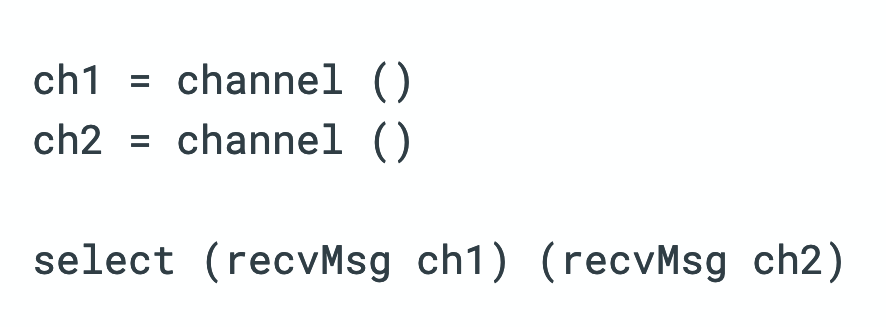 ch1 = channel ()
ch2 = channel ()
select (recvMsg ch1) (recvMsg ch2)